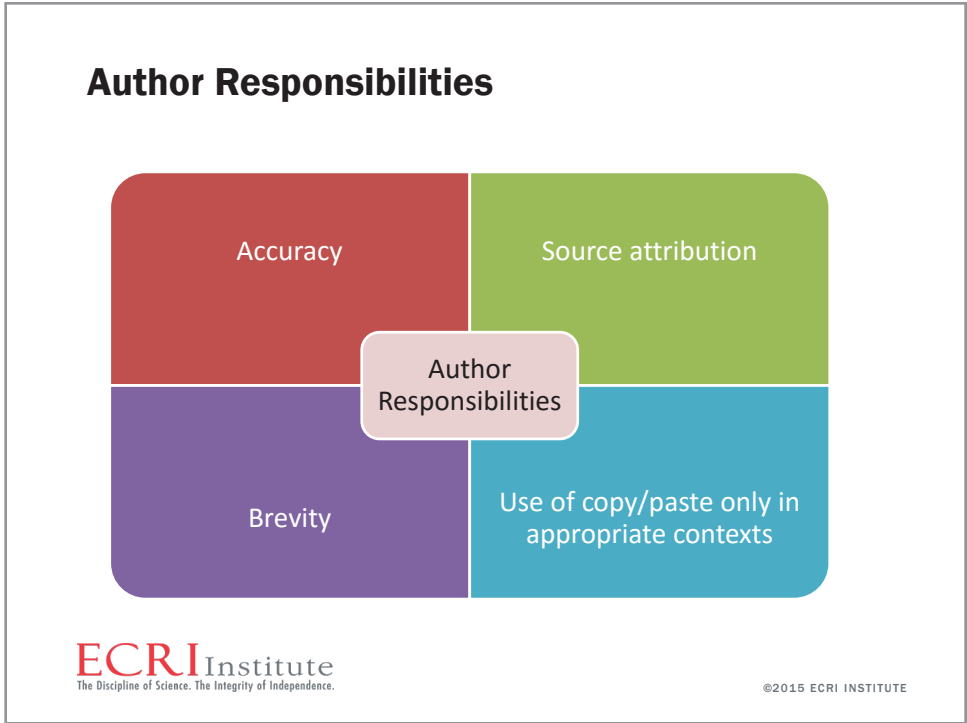 Author Responsibilities
Accuracy
Source attribution
Author
Responsibilities
Brevity
Use of copy/paste only in
appropriate contexts
ECRI Institute
The Discipline of Science. The Integrity of Independence.
©2015 ECRI INSTITUTE